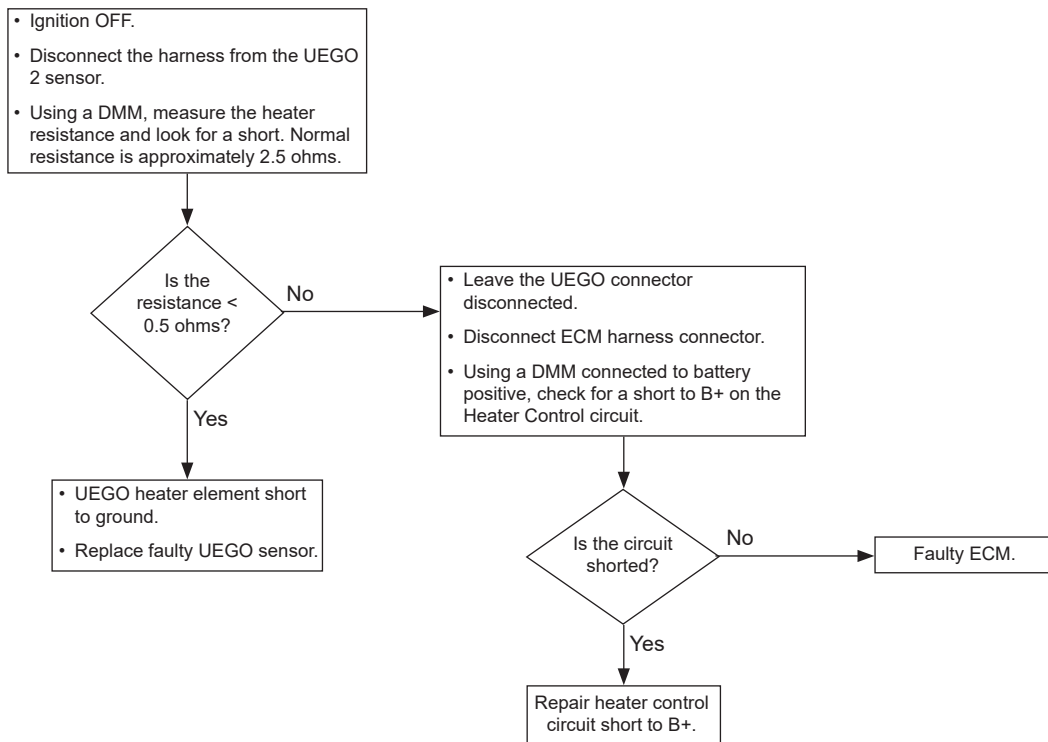 • Ignition OFF.
• Disconnect the harness from the UEGO
2 sensor.
• Using a DMM, measure the heater
resistance and look for a short. Normal
resistance is approximately 2.5 ohms.
Is the
resistance <
0.5 ohms?
No
Yes
• UEGO heater element short
to ground.
• Replace faulty UEGO sensor.
• Leave the UEGO connector
disconnected.
• Disconnect ECM harness connector.
• Using a DMM connected to battery
positive, check for a short to B+ on the
Heater Control circuit.
Is the circuit
shorted?
No
Faulty ECM.
Yes
Repair heater control
circuit short to B+.